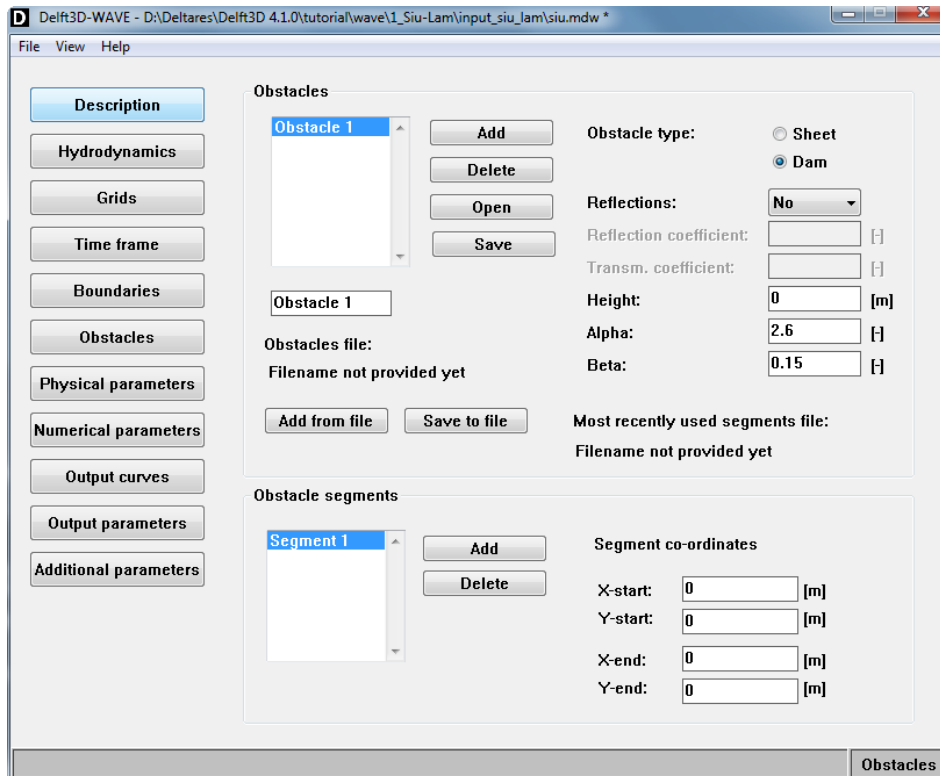 D Delft3D-WAVE - D:\Deltares\Delft3D 4.1.0\tutorial\wave\1_Siu-Lam\input_siu_lam\siu.mdw *
File View Help
Description
Hydrodynamics
Grids
Time frame
Boundaries
Obstacles
Physical parameters
Numerical parameters
Output curves
Output parameters
Additional parameters
Obstacles
Obstacle 1
Add
Delete
Open
Save
Obstacle 1
Obstacles file:
Filename not provided yet
Add from file Save to file
Obstacle type: Sheet
Dam
Reflections: No
Reflection coefficient: [-]
Transm. coefficient: [-]
Height: 0 [m]
Alpha: 2.6 [-]
Beta: 0.15 [-]
Most recently used segments file:
Filename not provided yet
Obstacle segments
Segment 1
Add
Delete
Segment co-ordinates
X-start: 0 [m]
Y-start: 0 [m]
X-end: 0 [m]
Y-end: 0 [m]
Obstacles